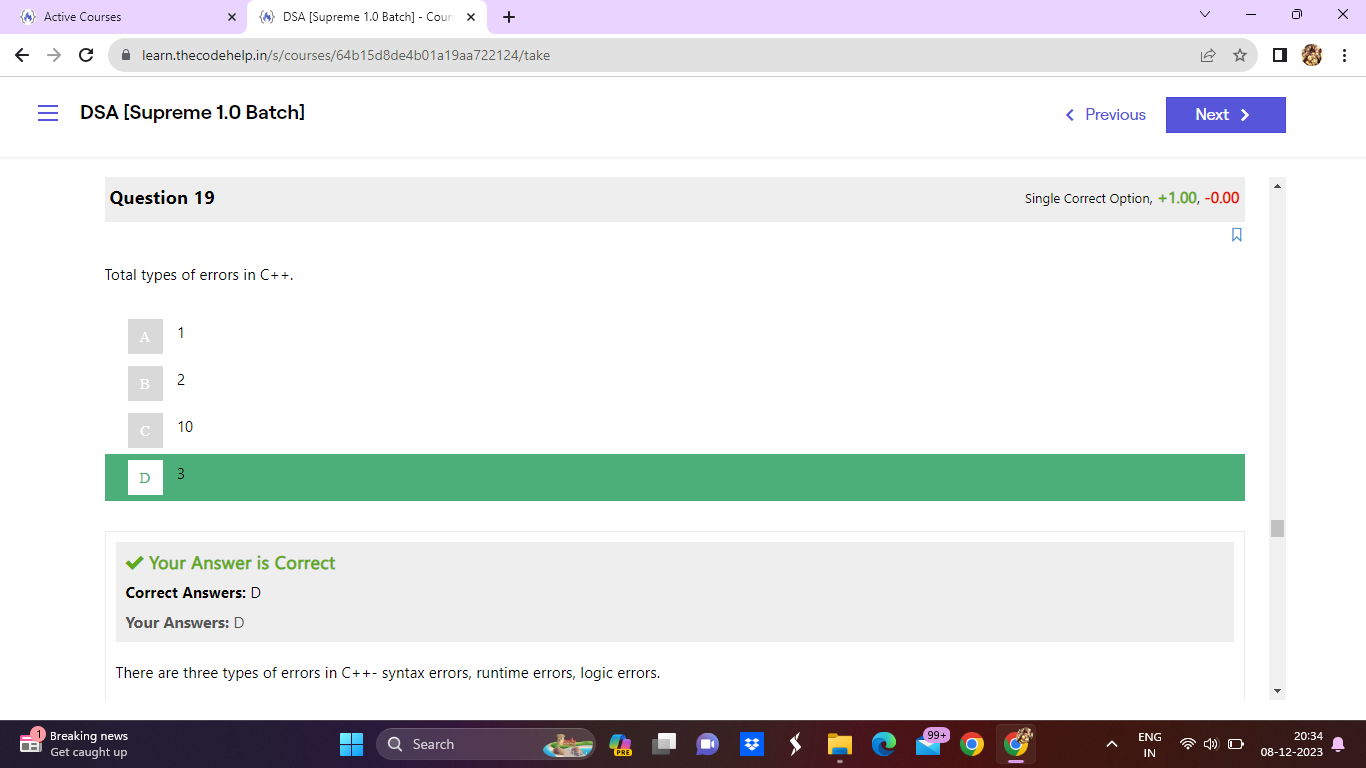 Active Courses
DSA [Supreme 1.0 Batch] - Cour
learn.thecodehelp.in/s/courses/64b15d8de4b01a19aa722124/take
DSA [Supreme 1.0 Batch]
Previous
Next
Question 19
Single Correct Option, +1.00, -0.00
Total types of errors in C++.
A 1
B 2
C 10
D 3
Your Answer is Correct
Correct Answers: D
Your Answers: D
There are three types of errors in C++- syntax errors, runtime errors, logic errors.
1
Breaking news
Get caught up
Search
PRE
99+
ENG
IN
20:34
08-12-2023